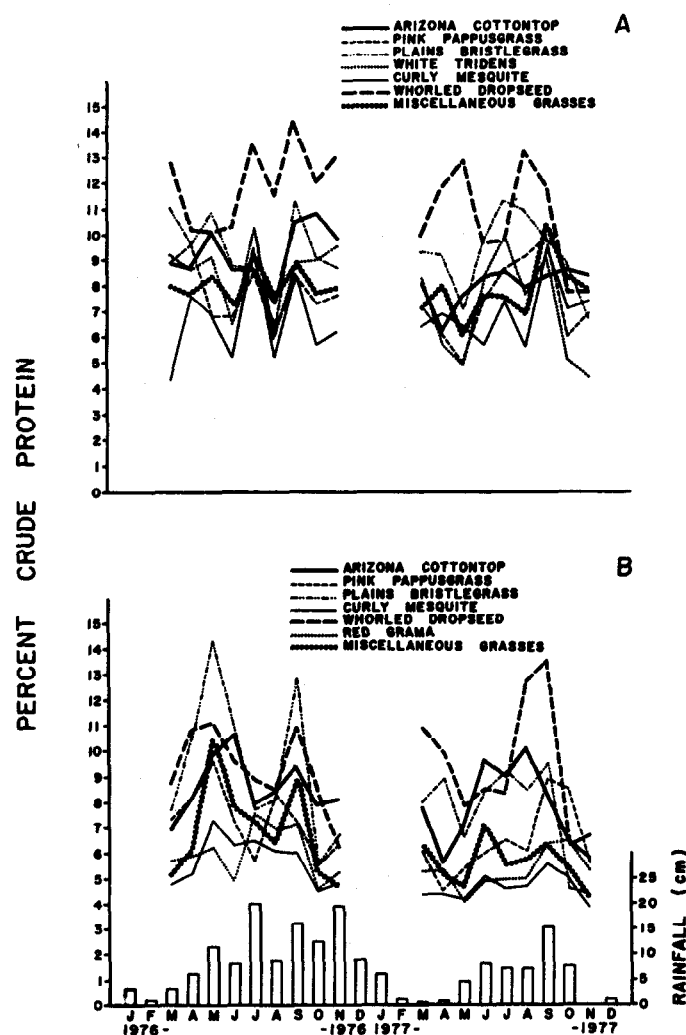 A
ARIZONA COTTONTOP
PINK PAPPUSGRASS
PLAINS BRISTLEGRASS
WHITE TRIDENS
CURLY MESQUITE
WHORLED DROPSEED
MISCELLANEOUS GRASSES
15
14
13
12
11
10
9
8
7
6
5
4
3
2
1
0
PERCENT CRUDE PROTEIN
B
ARIZONA COTTONTOP
PINK PAPPUSGRASS
PLAINS BRISTLEGRASS
CURLY MESQUITE
WHORLED DROPSEED
RED GRAMA
MISCELLANEOUS GRASSES
15
14
13
12
11
10
9
8
7
6
5
4
3
2
1
0
25
20
15
10
5
0
RAINFALL (cm)
J F M A M J J A S O N D J F M A M J J A S O N D
1976- -1976 1977- -1977